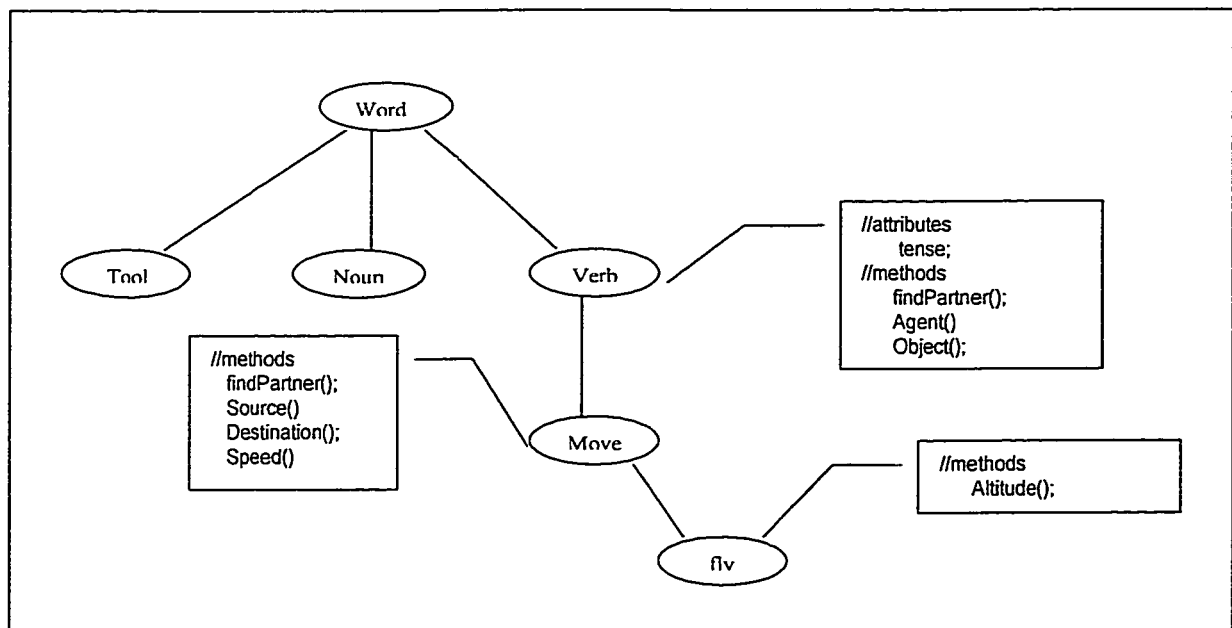 Word
Tool
Noun
Verb
//attributes
tense;
//methods
findPartner();
Agent()
Object();
//methods
findPartner();
Source()
Destination();
Speed()
Move
//methods
Altitude();
fly